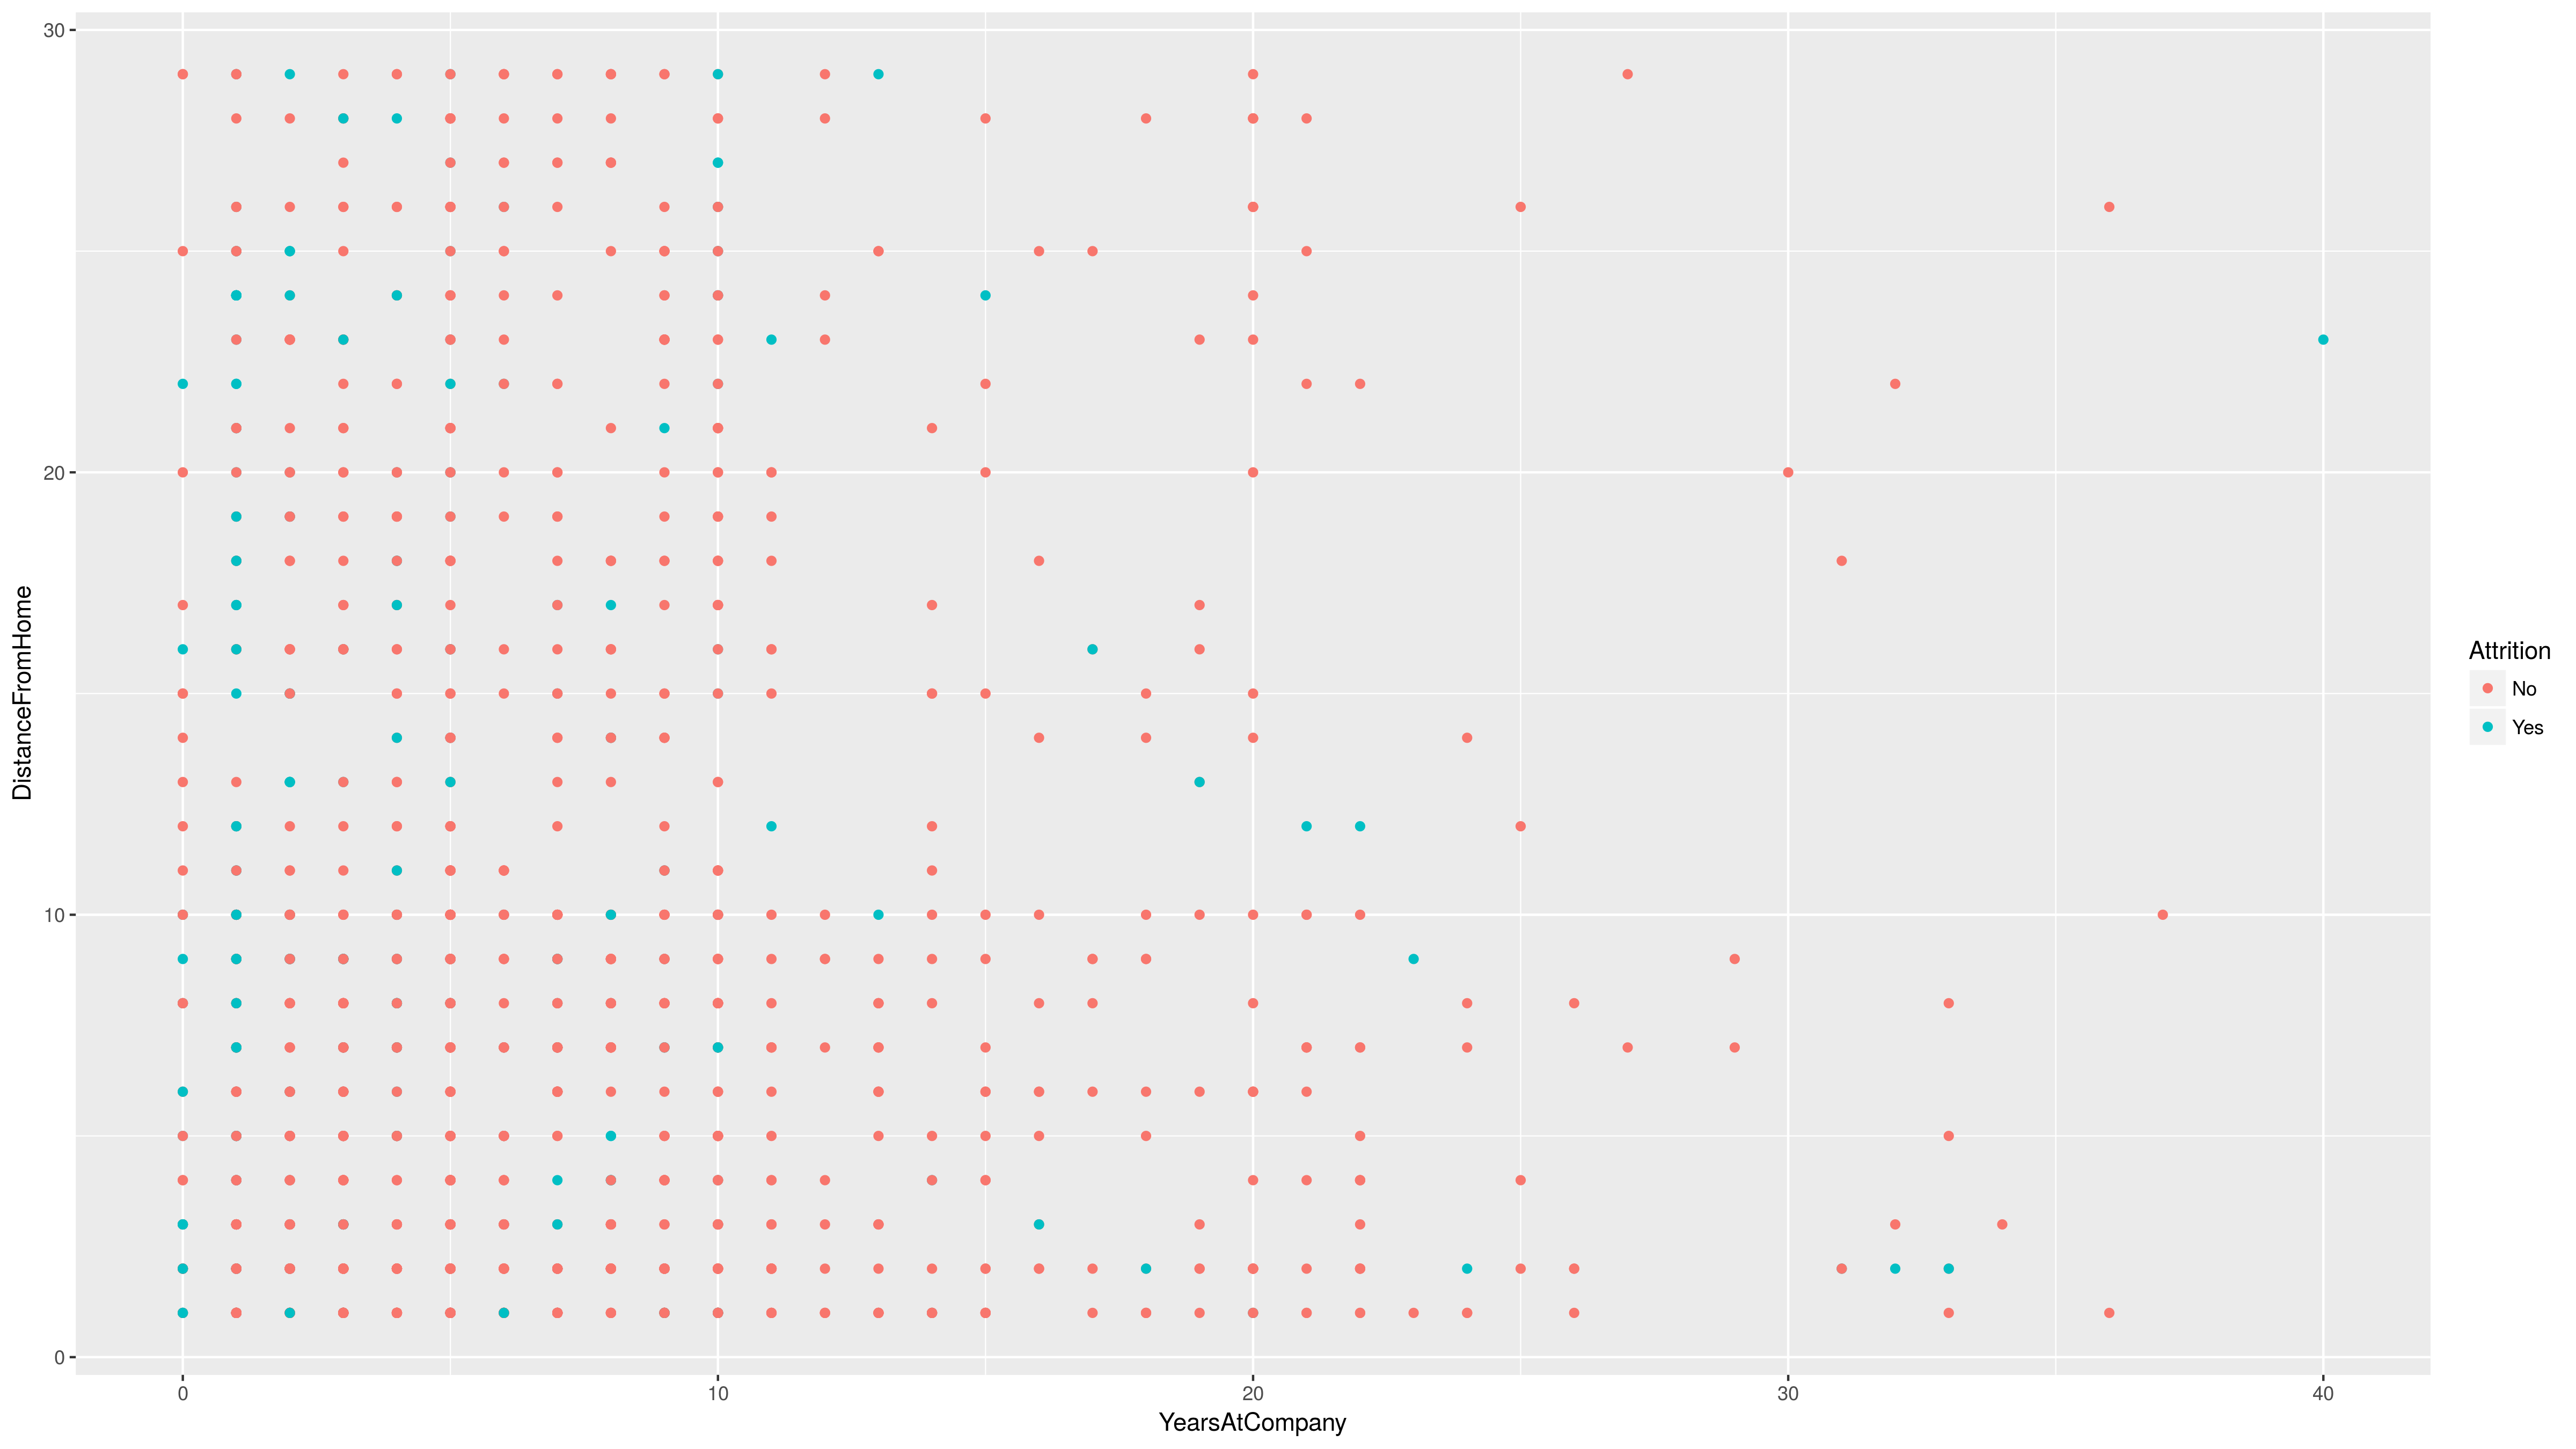 30
20
10
0
DistanceFromHome
0 10 20 30 40
YearsAtCompany
Attrition
No
Yes